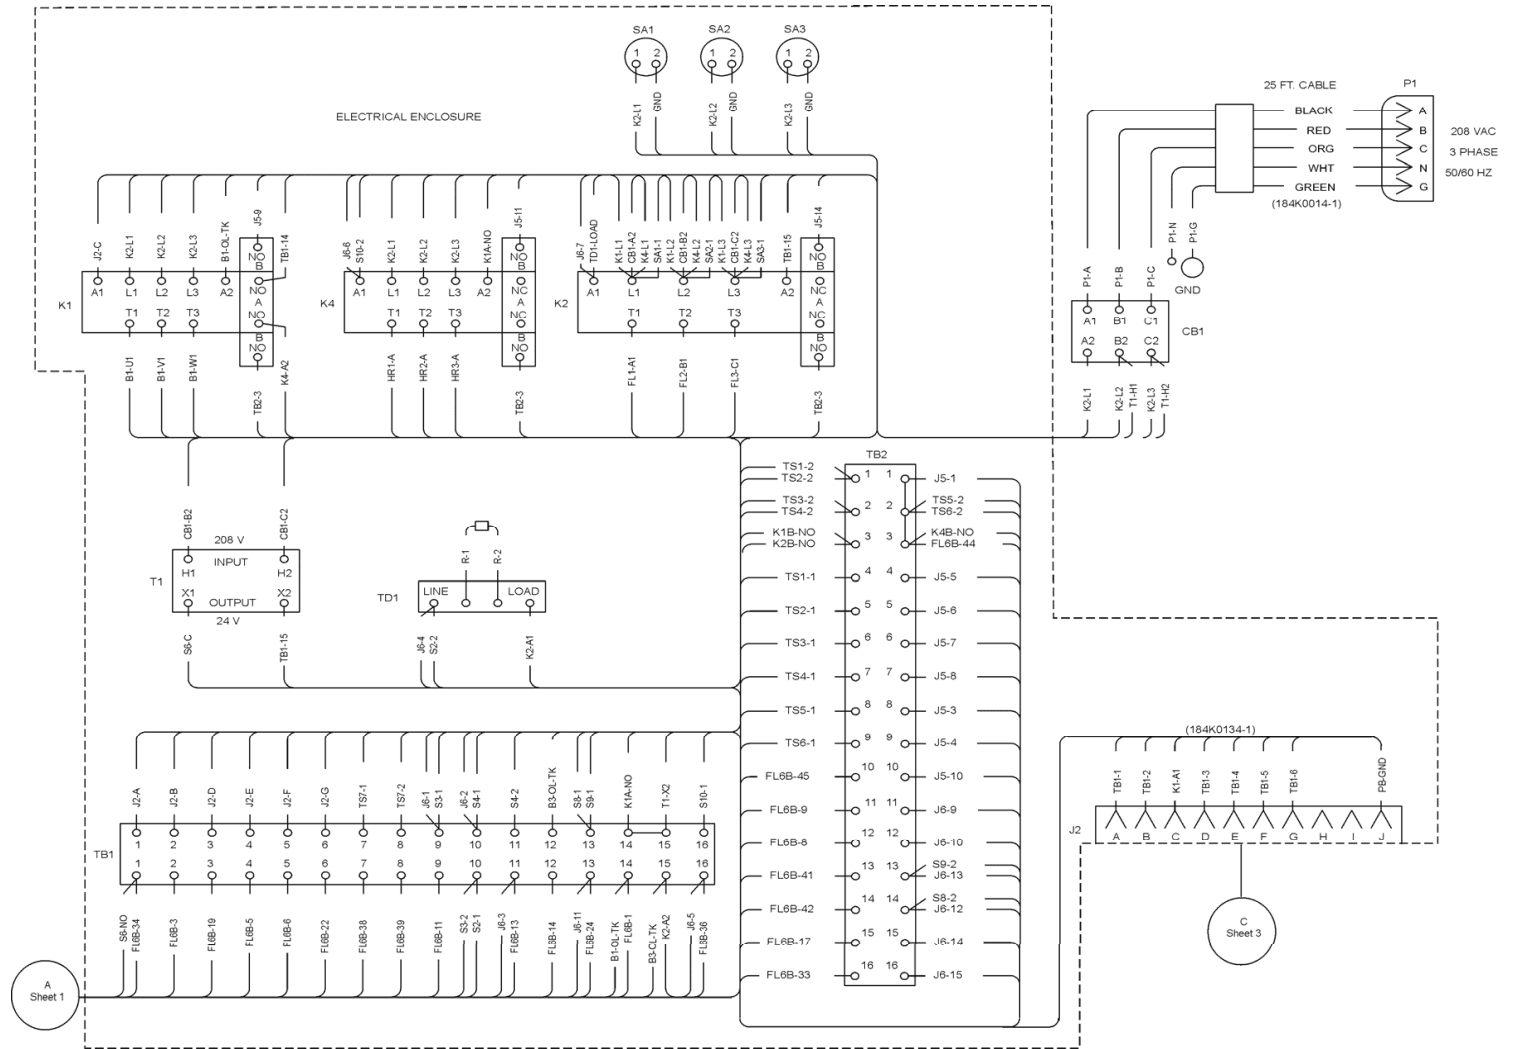 SA1 SA2 SA3
1 2 1 2 1 2
K2-L1 GND K2-L2 GND K2-L3 GND
ELECTRICAL ENCLOSURE
25 FT. CABLE P1
BLACK A
RED B
ORG C
WHT N
GREEN G
(184K0014-1)
208 VAC
3 PHASE
50/60 HZ
P1-N P1-G
GND
P1-A P1-B P1-C
A1 B1 C1
CB1
A2 B2 C2
K2-L1 K2-L2 T1-H1 K2-L3 T1-H2
J2-C K2-L1 K2-L2 K2-L3 B1-OL-TK J5-9 TB1-14
K1
A1 L1 L2 L3 A2
T1 T2 T3
NO
B
NO
A
NO
B
NO
B1-U1 B1-V1 B1-W1 TB2-3 K4-A2
J6-6 S10-2 K2-L1 K2-L2 K2-L3 K1A-NO J5-11
K4
A1 L1 L2 L3 A2
T1 T2 T3
NO
B
NC
A
NC
B
NO
HR1-A HR2-A HR3-A TB2-3
J6-7 TD1-LOAD K1-L1 CB1-A2 K4-L1 SA1-1 K1-L2 CB1-B2 K4-L2 SA2-1 K1-L3 CB1-C2 K4-L3 SA3-1 TB1-15 J5-14
K2
A1 L1 L2 L3 A2
T1 T2 T3
NO
B
NC
A
NC
B
NO
FL1-A1 FL2-B1 FL3-C1 TB2-3
CB1-B2 CB1-C2
208 V
INPUT
H1 H2
T1
X1 X2
OUTPUT
24 V
S6-C TB1-15
R-1 R-2
TD1
LINE LOAD
J6-4 S2-2 K2-A1
TB2
TS1-2
TS2-2 1 1 J5-1
TS3-2 TS5-2
TS4-2 2 2 TS6-2
K1B-NO K4B-NO
K2B-NO 3 3 FL6B-44
TS1-1 4 4 J5-5
TS2-1 5 5 J5-6
TS3-1 6 6 J5-7
TS4-1 7 7 J5-8
TS5-1 8 8 J5-3
TS6-1 9 9 J5-4
FL6B-45 10 10 J5-10
FL6B-9 11 11 J6-9
FL6B-8 12 12 J6-10
S9-2
FL6B-41 13 13 J6-13
S8-2
FL6B-42 14 14 J6-12
FL6B-17 15 15 J6-14
FL6B-33 16 16 J6-15
J2-A J2-B J2-D J2-E J2-F J2-G TS7-1 TS7-2 J6-1 S3-1 J6-2 S4-1 S4-2 B3-OL-TK S8-1 S9-1 K1A-NO T1-X2 S10-1
TB1
1 2 3 4 5 6 7 8 9 10 11 12 13 14 15 16
1 2 3 4 5 6 7 8 9 10 11 12 13 14 15 16
S6-NO FL6B-34 FL6B-3 FL6B-19 FL6B-5 FL6B-6 FL6B-22 FL6B-38 FL6B-39 FL6B-11 S3-2 S2-1 J6-3 FL6B-13 FL6B-14 J6-11 FL6B-24 B1-OL-TK FL6B-1 B3-CL-TK K2-A2 J6-5 FL6B-36
A
Sheet 1
(184K0134-1)
TB1-1 TB1-2 K1-A1 TB1-3 TB1-4 TB1-5 TB1-6 PB-GND
J2
A B C D E F G H I J
C
Sheet 3